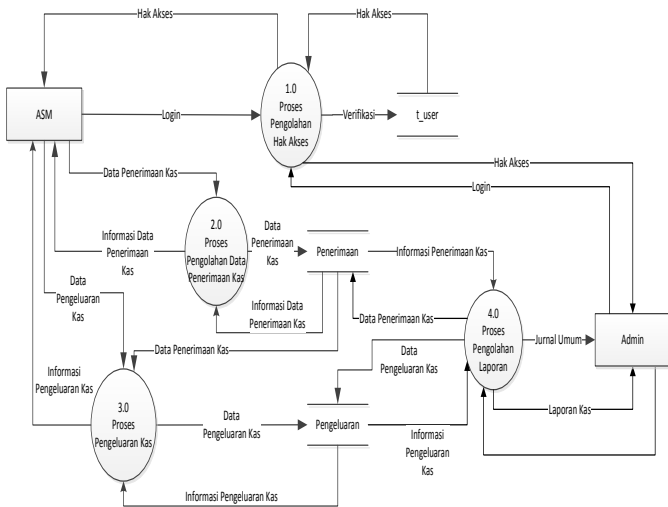 Hak Akses
Hak Akses
1.0
Proses
Pengolahan
Hak Akses
ASM
Login
Verifikasi
t_user
Hak Akses
Login
Data Penerimaan Kas
2.0
Proses
Pengolahan Data
Penerimaan Kas
Informasi Data
Penerimaan
Kas
Data
Penerimaan
Kas
Penerimaan
Informasi Penerimaan Kas
Data
Pengeluaran
Kas
Informasi Data
Penerimaan Kas
Data Penerimaan Kas
4.0
Proses
Pengolahan
Laporan
Jurnal Umum
Admin
Data Penerimaan Kas
Data
Pengeluaran Kas
Informasi
Pengeluaran Kas
3.0
Proses
Pengeluaran Kas
Data
Pengeluaran Kas
Pengeluaran
Informasi
Pengeluaran
Kas
Laporan Kas
Informasi Pengeluaran Kas